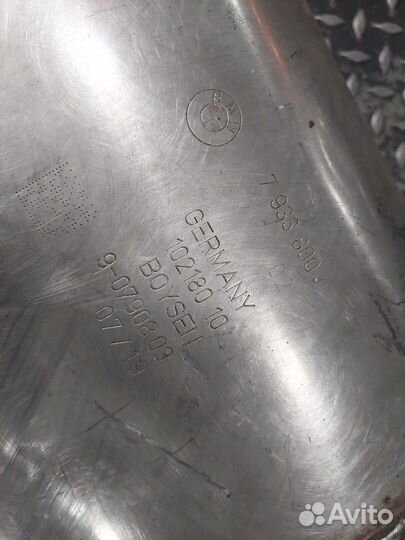 BMW
7 933 800
02
GERMANY
102180 10
BOYSEN
9-0790803
07/19
Avito